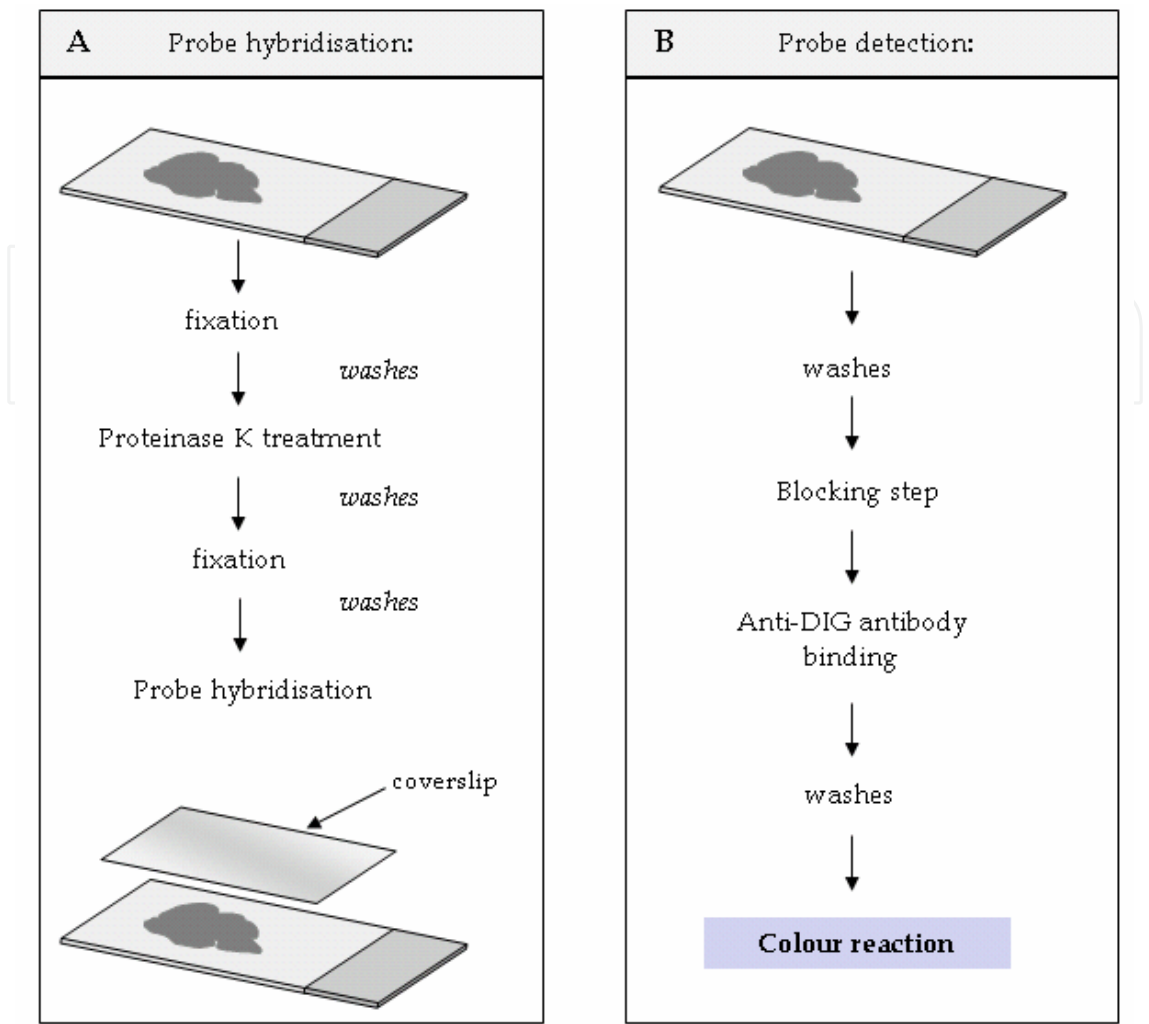 A Probe hybridisation:
fixation
washes
Proteinase K treatment
washes
fixation
washes
Probe hybridisation
coverslip
B Probe detection:
washes
Blocking step
Anti-DIG antibody
binding
washes
Colour reaction